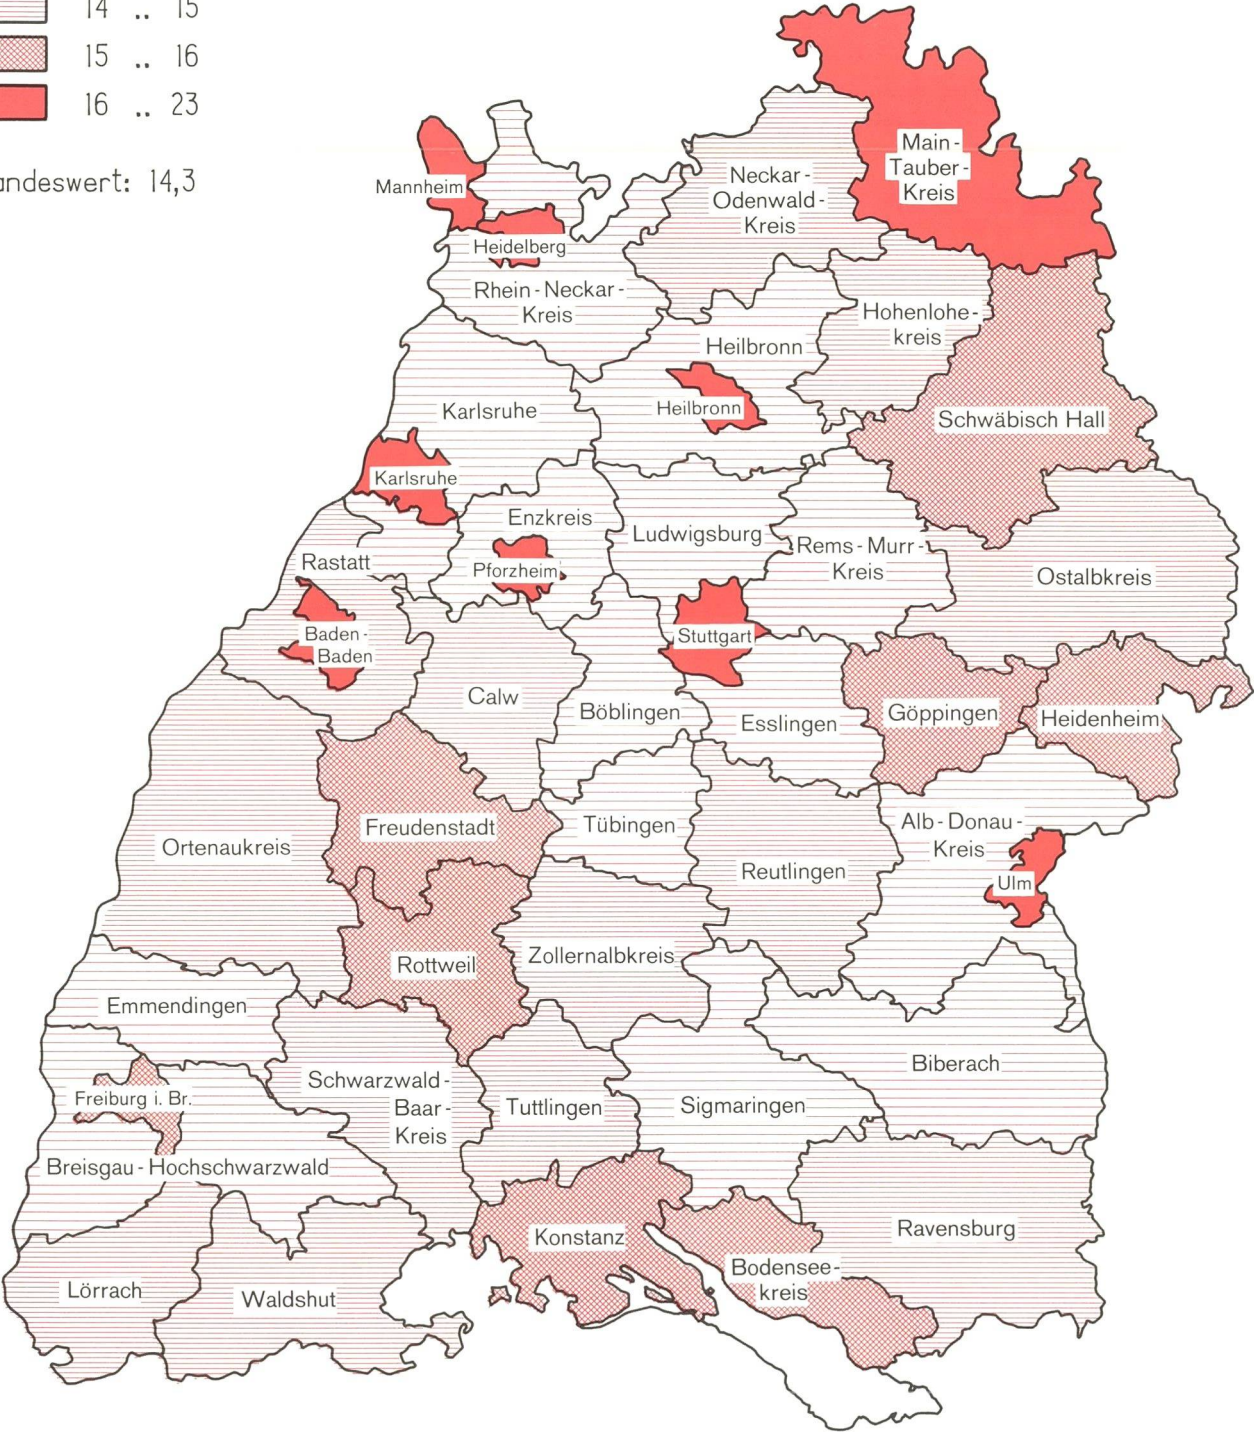 14 .. 15
15 .. 16
16 .. 23
andeswert: 14,3
Main-
Tauber-
Kreis
Mannheim
Neckar-
Odenwald-
Kreis
Heidelberg
Rhein-Neckar-
Kreis
Hohenlohe-
kreis
Heilbronn
Karlsruhe
Heilbronn
Schwäbisch Hall
Karlsruhe
Enzkreis
Ludwigsburg
Rems-Murr-
Kreis
Rastatt
Pforzheim
Ostalbkreis
Baden-
Baden
Stuttgart
Calw
Böblingen
Esslingen
Göppingen
Heidenheim
Ortenaukreis
Freudenstadt
Tübingen
Alb-Donau-
Kreis
Reutlingen
Ulm
Rottweil
Zollernalbkreis
Emmendingen
Biberach
Schwarzwald-
Baar-
Kreis
Freiburg i. Br.
Tuttlingen
Sigmaringen
Breisgau-Hochschwarzwald
Konstanz
Ravensburg
Bodensee-
kreis
Lörrach
Waldshut